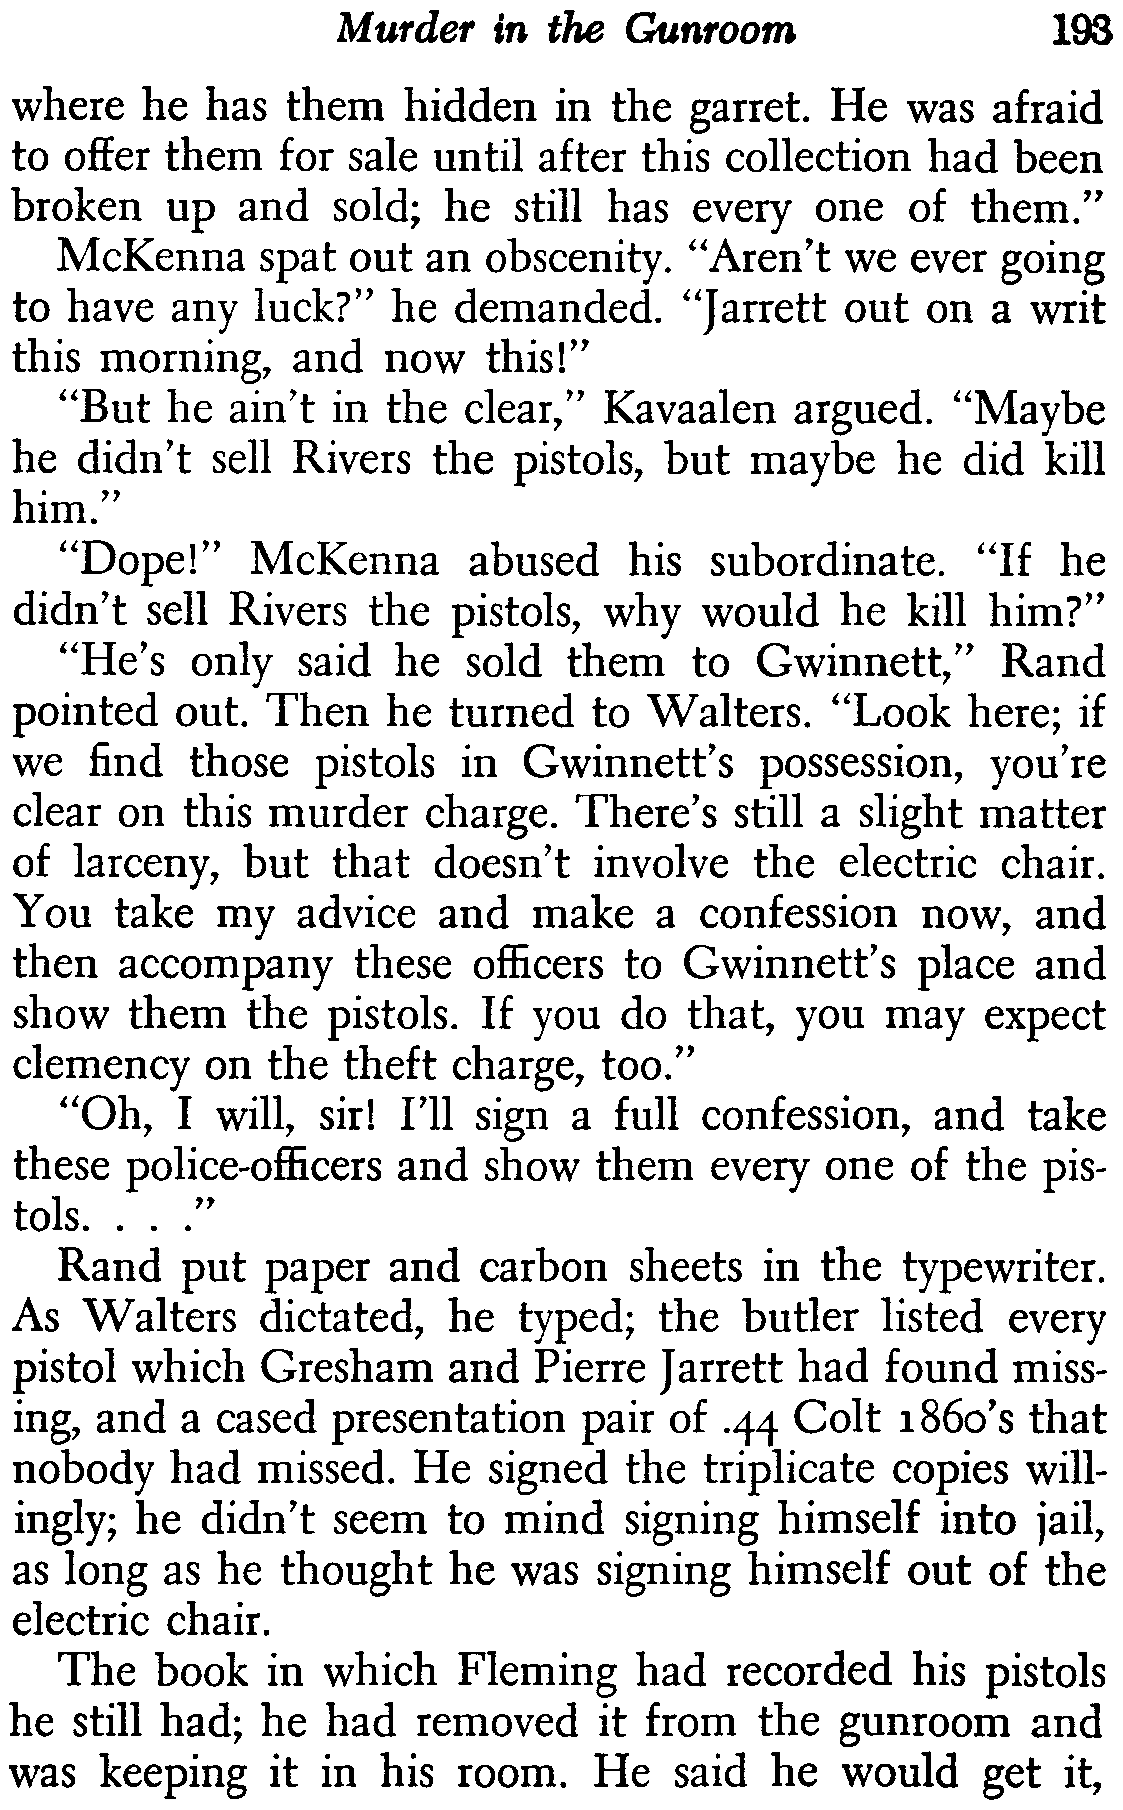 Murder in the Gunroom 193
where he has them hidden in the garret. He was afraid
to offer them for sale until after this collection had been
broken up and sold; he still has every one of them."
McKenna spat out an obscenity. "Aren't we ever going
to have any luck?" he demanded. "Jarrett out on a writ
this morning, and now this!"
"But he ain't in the clear," Kavaalen argued. "Maybe
he didn't sell Rivers the pistols, but maybe he did kill
him."
"Dope!" McKenna abused his subordinate. "If he
didn't sell Rivers the pistols, why would he kill him?"
"He's only said he sold them to Gwinnett," Rand
pointed out. Then he turned to Walters. "Look here; if
we find those pistols in Gwinnett's possession, you're
clear on this murder charge. There's still a slight matter
of larceny, but that doesn't involve the electric chair.
You take my advice and make a confession now, and
then accompany these officers to Gwinnett's place and
show them the pistols. If you do that, you may expect
clemency on the theft charge, too."
"Oh, I will, sir! I'll sign a full confession, and take
these police-officers and show them every one of the pis-
tols. . . ."
Rand put paper and carbon sheets in the typewriter.
As Walters dictated, he typed; the butler listed every
pistol which Gresham and Pierre Jarrett had found miss-
ing, and a cased presentation pair of .44 Colt 1860's that
nobody had missed. He signed the triplicate copies will-
ingly; he didn't seem to mind signing himself into jail,
as long as he thought he was signing himself out of the
electric chair.
The book in which Fleming had recorded his pistols
he still had; he had removed it from the gunroom and
was keeping it in his room. He said he would get it,